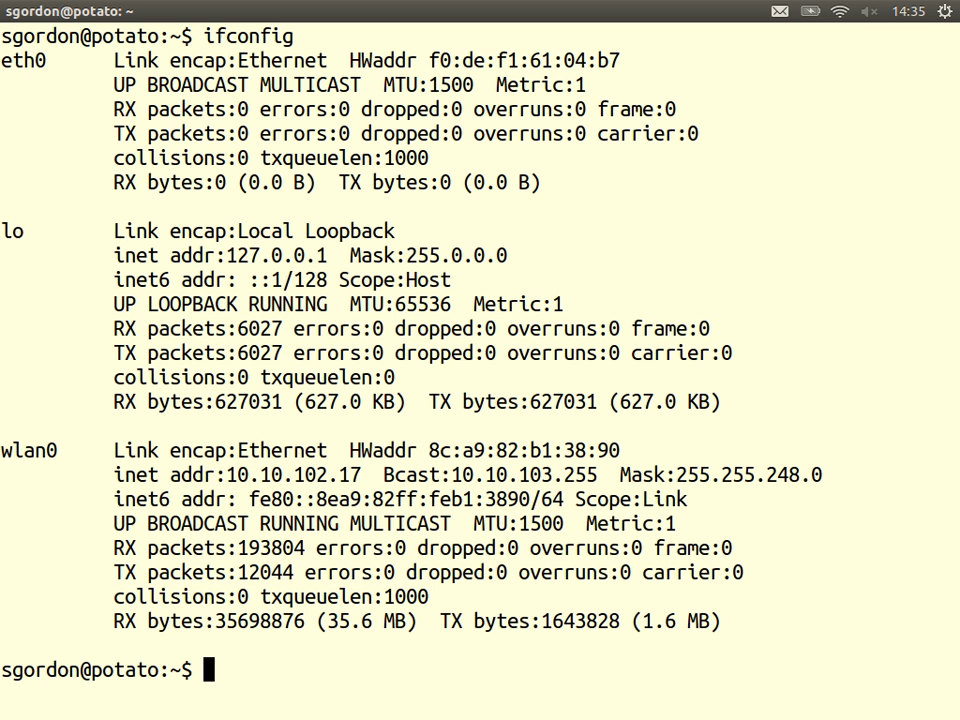 sgordon@potato: ~
14:35
sgordon@potato:~$ ifconfig
eth0 Link encap:Ethernet HWaddr f0:de:f1:61:04:b7
UP BROADCAST MULTICAST MTU:1500 Metric:1
RX packets:0 errors:0 dropped:0 overruns:0 frame:0
TX packets:0 errors:0 dropped:0 overruns:0 carrier:0
collisions:0 txqueuelen:1000
RX bytes:0 (0.0 B) TX bytes:0 (0.0 B)
lo Link encap:Local Loopback
inet addr:127.0.0.1 Mask:255.0.0.0
inet6 addr: ::1/128 Scope:Host
UP LOOPBACK RUNNING MTU:65536 Metric:1
RX packets:6027 errors:0 dropped:0 overruns:0 frame:0
TX packets:6027 errors:0 dropped:0 overruns:0 carrier:0
collisions:0 txqueuelen:0
RX bytes:627031 (627.0 KB) TX bytes:627031 (627.0 KB)
wlan0 Link encap:Ethernet HWaddr 8c:a9:82:b1:38:90
inet addr:10.10.102.17 Bcast:10.10.103.255 Mask:255.255.248.0
inet6 addr: fe80::8ea9:82ff:feb1:3890/64 Scope:Link
UP BROADCAST RUNNING MULTICAST MTU:1500 Metric:1
RX packets:193804 errors:0 dropped:0 overruns:0 frame:0
TX packets:12044 errors:0 dropped:0 overruns:0 carrier:0
collisions:0 txqueuelen:1000
RX bytes:35698876 (35.6 MB) TX bytes:1643828 (1.6 MB)
sgordon@potato:~$